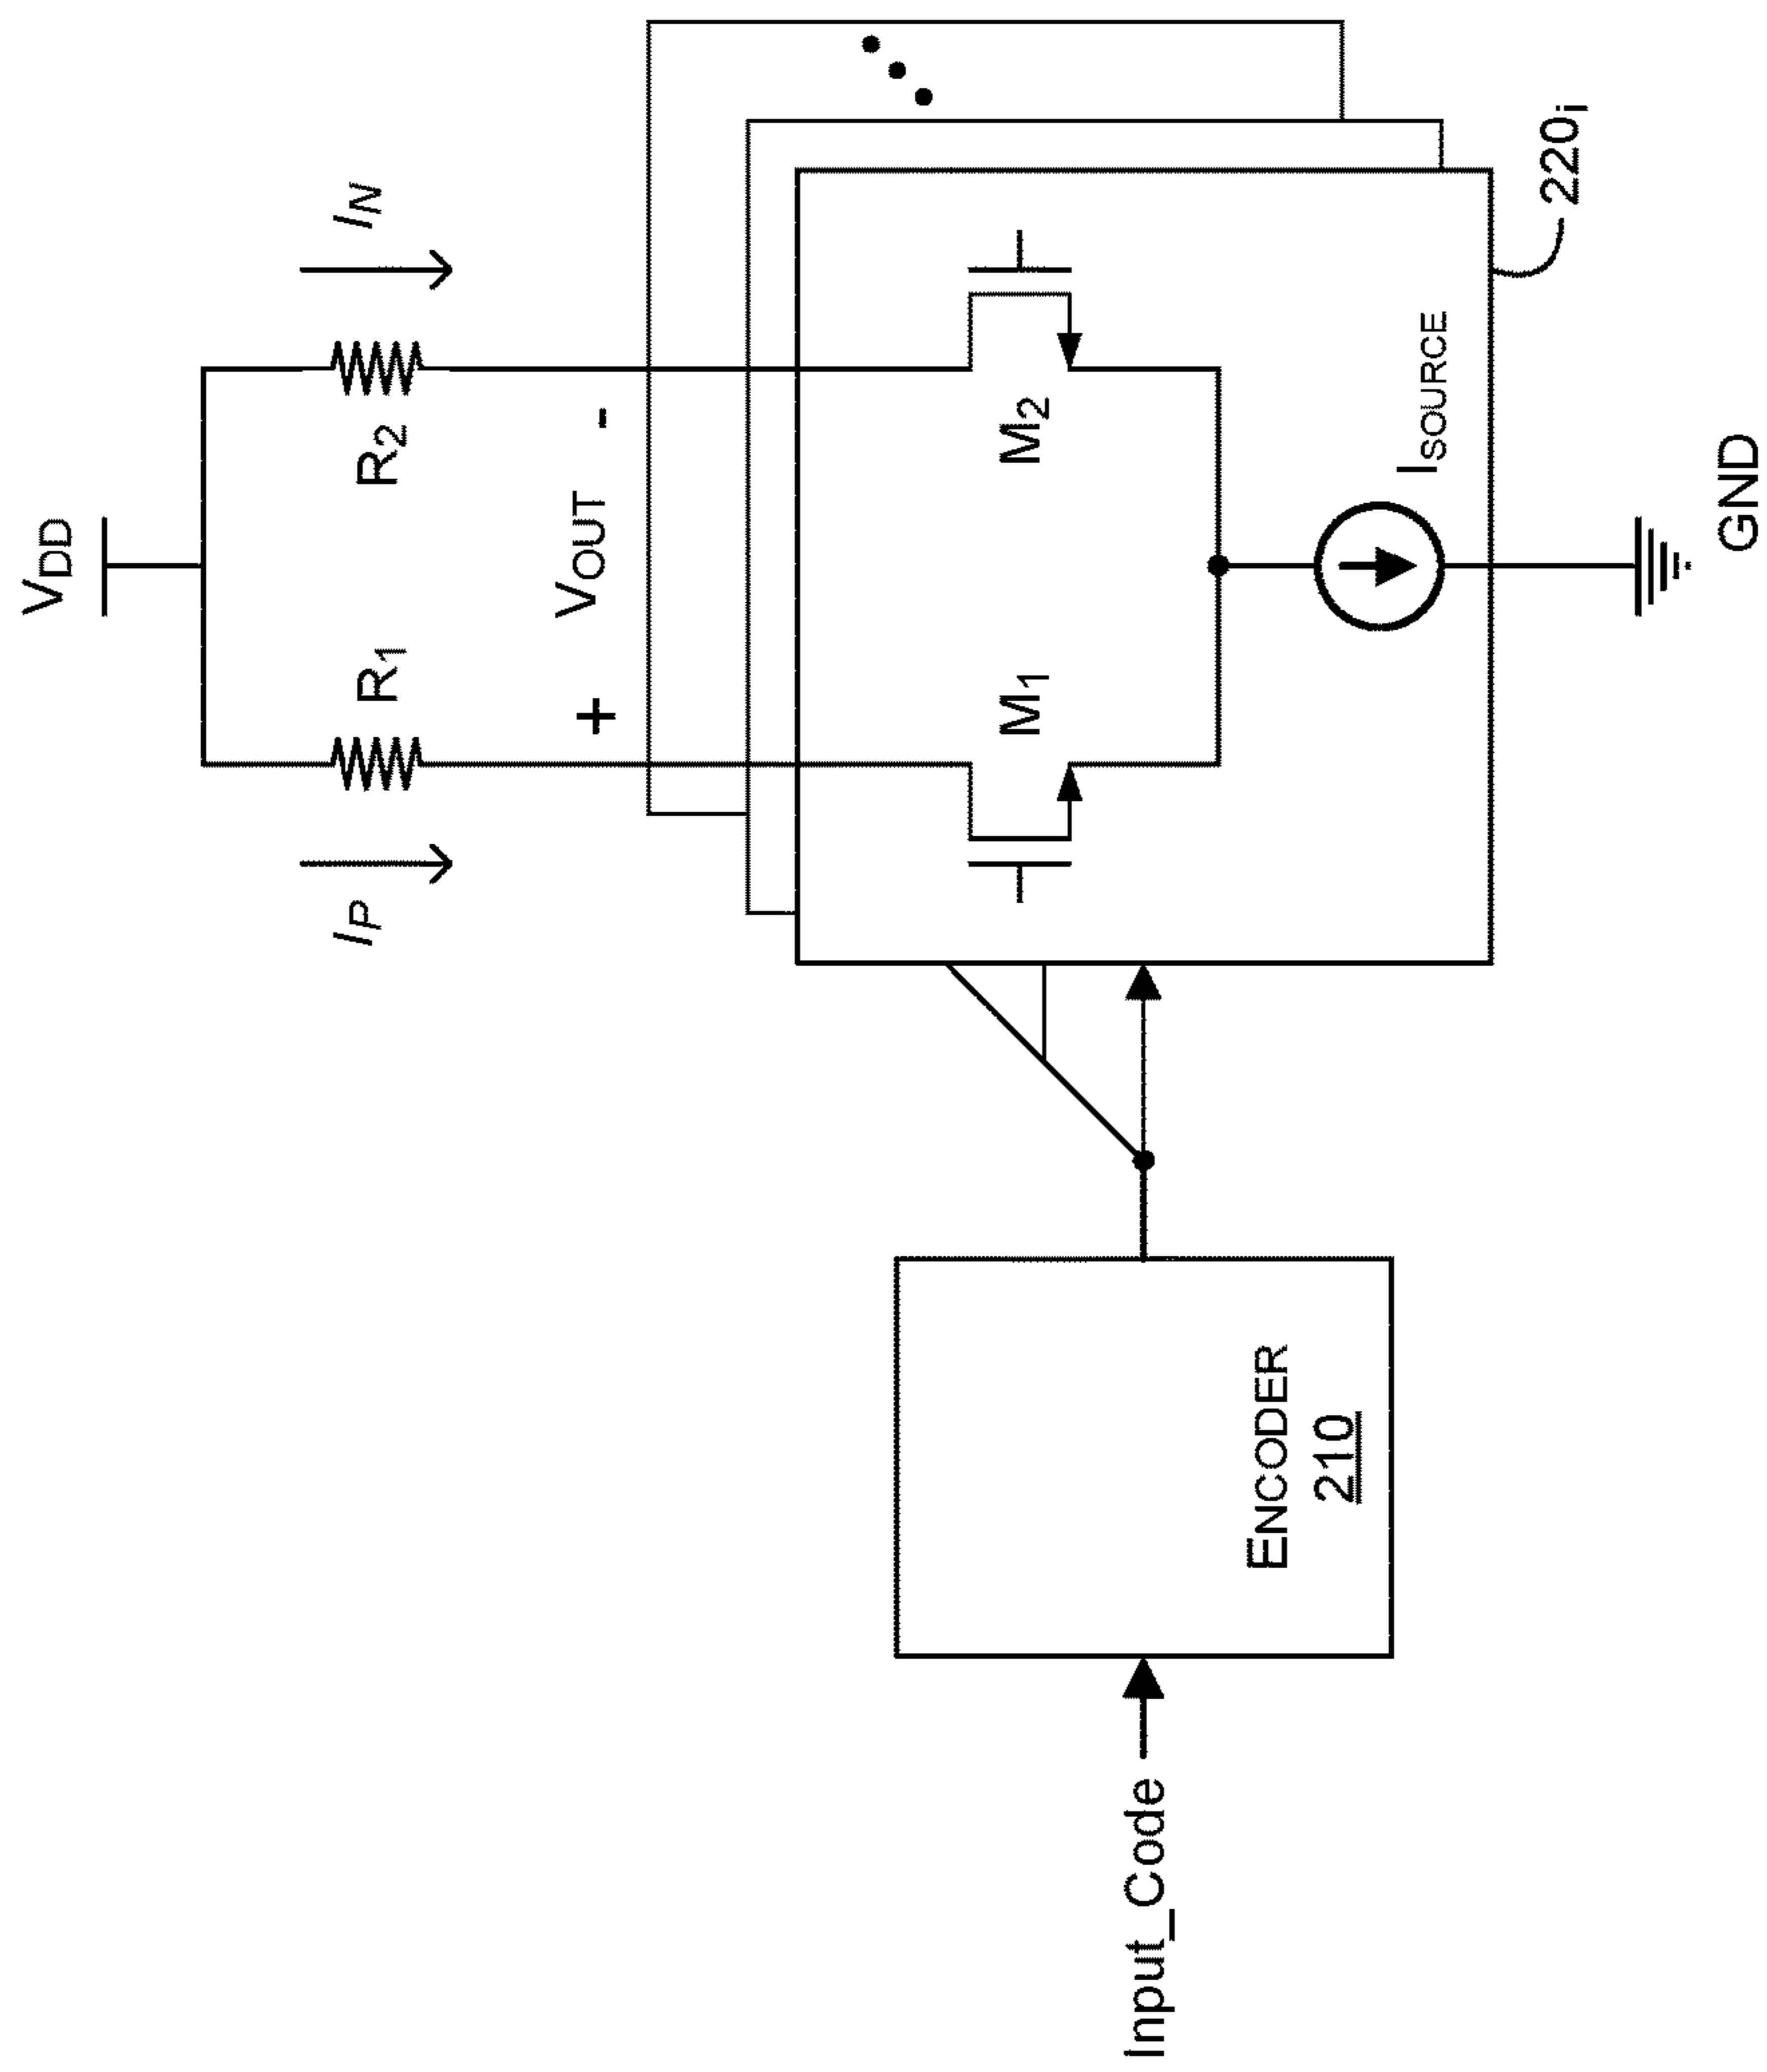 VDD
R1
R2
IP
IN
+ VOUT -
M1
M2
ISOURCE
220i
GND
Input_Code
ENCODER
210